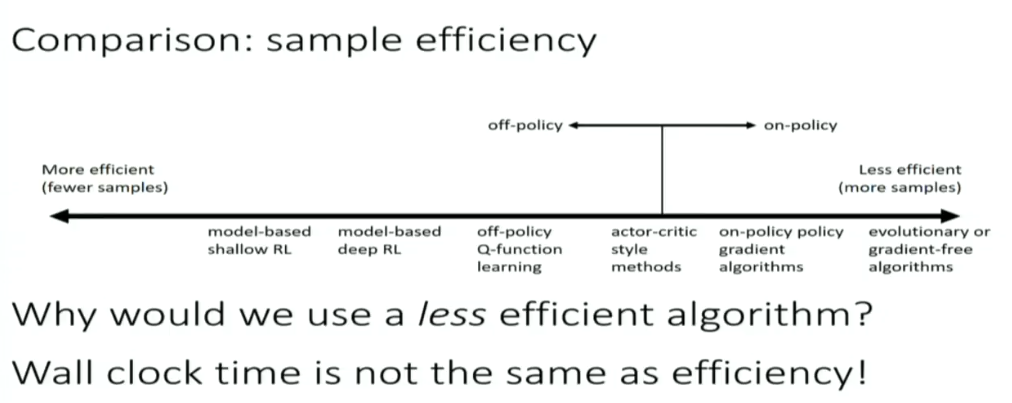 Comparison: sample efficiency
off-policy
on-policy
More efficient
(fewer samples)
Less efficient
(more samples)
model-based
shallow RL
model-based
deep RL
off-policy
Q-function
learning
actor-critic
style
methods
on-policy policy
gradient
algorithms
evolutionary or
gradient-free
algorithms
Why would we use a less efficient algorithm?
Wall clock time is not the same as efficiency!